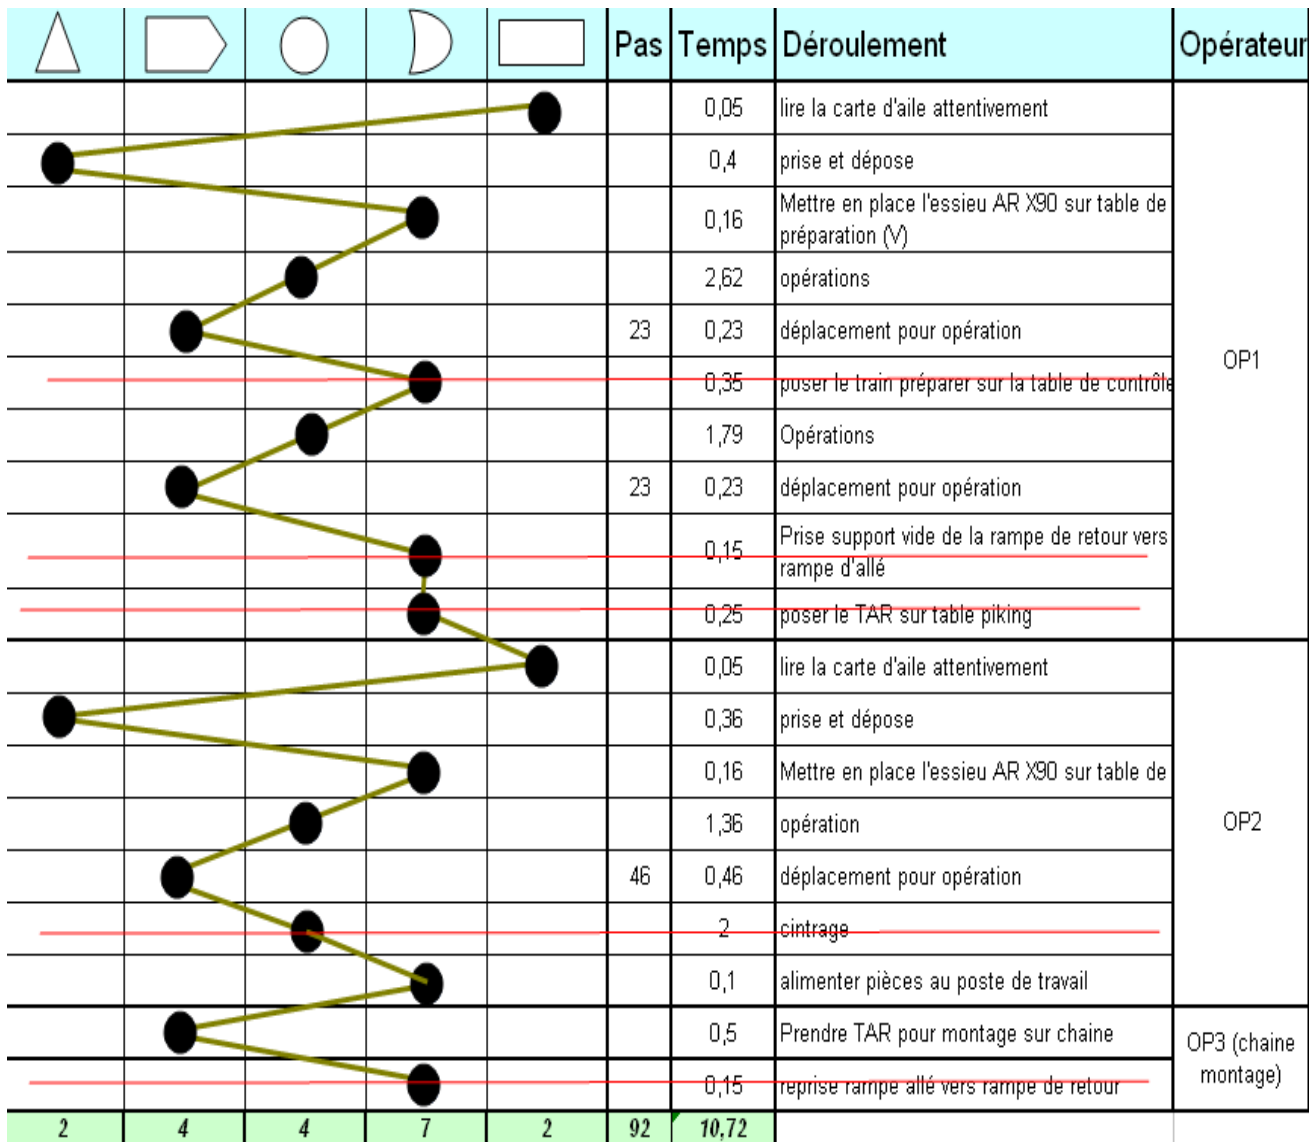 Pas Temps Déroulement Opérateur
0,05 lire la carte d'aile attentivement
0,4 prise et dépose
0,16 Mettre en place l'essieu AR X90 sur table de
préparation (V)
2,62 opérations
23 0,23 déplacement pour opération
OP1
0,35 poser le train préparer sur la table de contrôle
1,79 Opérations
23 0,23 déplacement pour opération
0,15 Prise support vide de la rampe de retour vers
rampe d'allé
0,25 poser le TAR sur table piking
0,05 lire la carte d'aile attentivement
0,36 prise et dépose
0,16 Mettre en place l'essieu AR X90 sur table de
1,36 opération OP2
46 0,46 déplacement pour opération
2 cintrage
0,1 alimenter pièces au poste de travail
0,5 Prendre TAR pour montage sur chaine
OP3 (chaine
montage)
0,15 reprise rampe allé vers rampe de retour
2 4 4 7 2 92 10,72